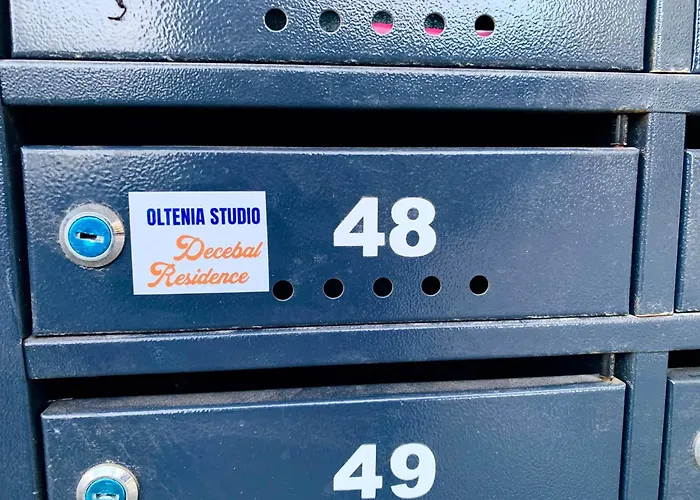 OLTENIA STUDIO
Decebal
Residence
48
49